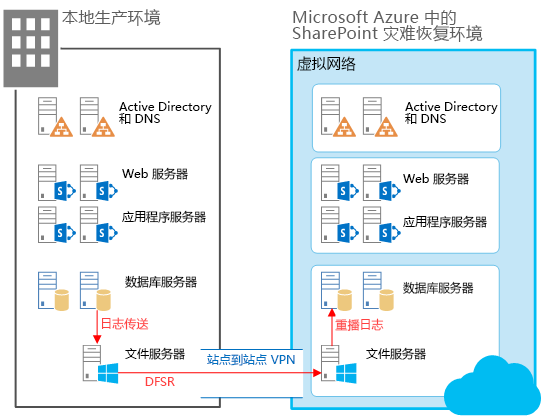 本地生产环境
Active Directory
和 DNS
Web 服务器
应用程序服务器
数据库服务器
日志传送
文件服务器
DFSR
站点到站点 VPN
Microsoft Azure 中的
SharePoint 灾难恢复环境
虚拟网络
Active Directory
和 DNS
Web 服务器
应用程序服务器
数据库服务器
重播日志
文件服务器